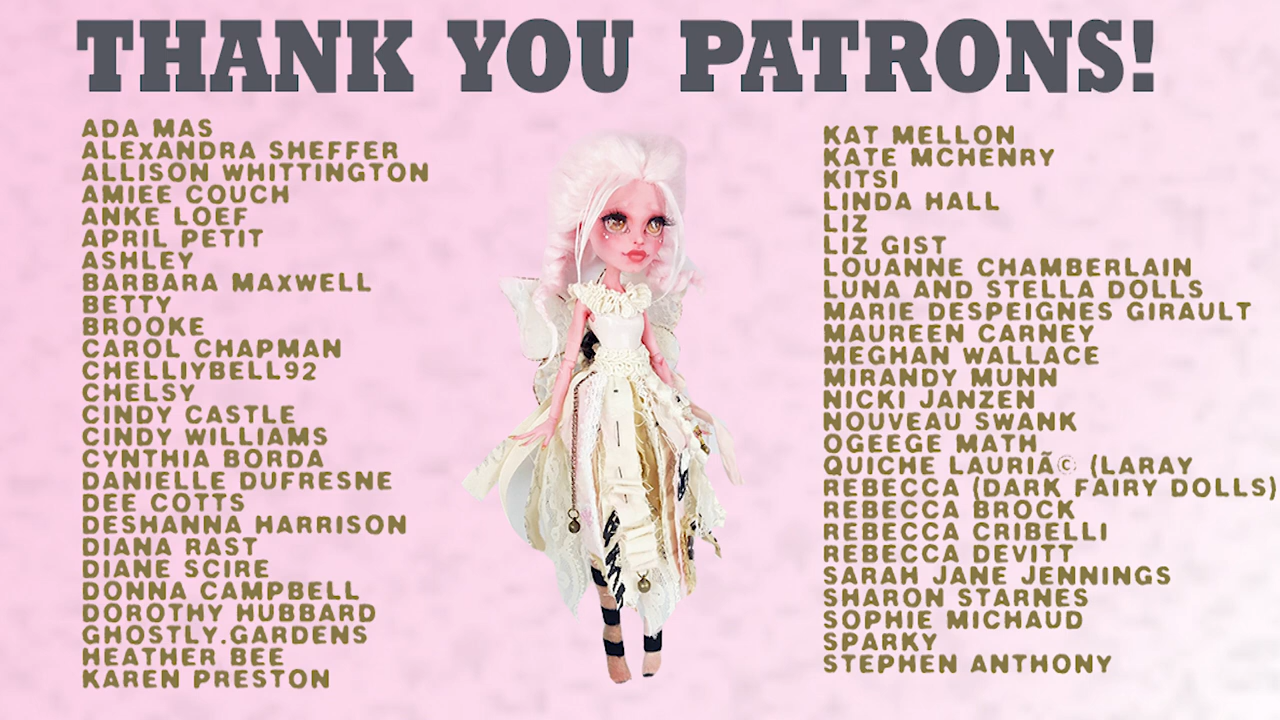 THANK YOU PATRONS!
ADA MAS
ALEXANDRA SHEFFER
ALLISON WHITTINGTON
AMIEE COUCH
ANKE LOEF
APRIL PETIT
ASHLEY
BARBARA MAXWELL
BETTY
BROOKE
CAROL CHAPMAN
CHELLIYBELL92
CHELSY
CINDY CASTLE
CINDY WILLIAMS
CYNTHIA BORDA
DANIELLE DUFRESNE
DEE COTTS
DESHANNA HARRISON
DIANA RAST
DIANE SCIRE
DONNA CAMPBELL
DOROTHY HUBBARD
GHOSTLY.GARDENS
HEATHER BEE
KAREN PRESTON
KAT MELLON
KATE MCHENRY
KITSI
LINDA HALL
LIZ
LIZ GIST
LOUANNE CHAMBERLAIN
LUNA AND STELLA DOLLS
MARIE DESPEIGNES GIRAULT
MAUREEN CARNEY
MEGHAN WALLACE
MIRANDY MUNN
NICKI JANZEN
NOUVEAU SWANK
OGEEGE MATH
QUICHE LAURIÃ© (LARAY
REBECCA (DARK FAIRY DOLLS)
REBECCA BROCK
REBECCA CRIBELLI
REBECCA DEVITT
SARAH JANE JENNINGS
SHARON STARNES
SOPHIE MICHAUD
SPARKY
STEPHEN ANTHONY